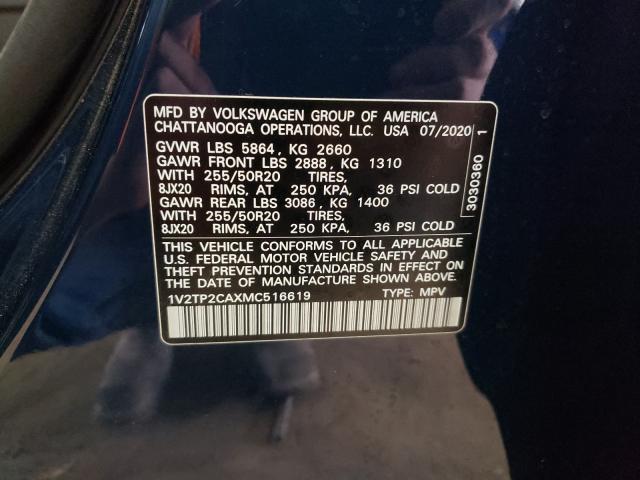 MFD BY VOLKSWAGEN GROUP OF AMERICA
CHATTANOOGA OPERATIONS, LLC. USA 07/2020
GVWR LBS 5864, KG 2660
GAWR FRONT LBS 2888, KG 1310
WITH 255/50R20 TIRES,
8JX20 RIMS, AT 250 KPA, 36 PSI COLD
GAWR REAR LBS 3086, KG 1400
WITH 255/50R20 TIRES,
8JX20 RIMS, AT 250 KPA, 36 PSI COLD
THIS VEHICLE CONFORMS TO ALL APPLICABLE
U.S. FEDERAL MOTOR VEHICLE SAFETY AND
THEFT PREVENTION STANDARDS IN EFFECT ON
THE DATE OF MANUFACTURE SHOWN ABOVE.
1V2TP2CAXMC516619 TYPE: MPV
3030360 1